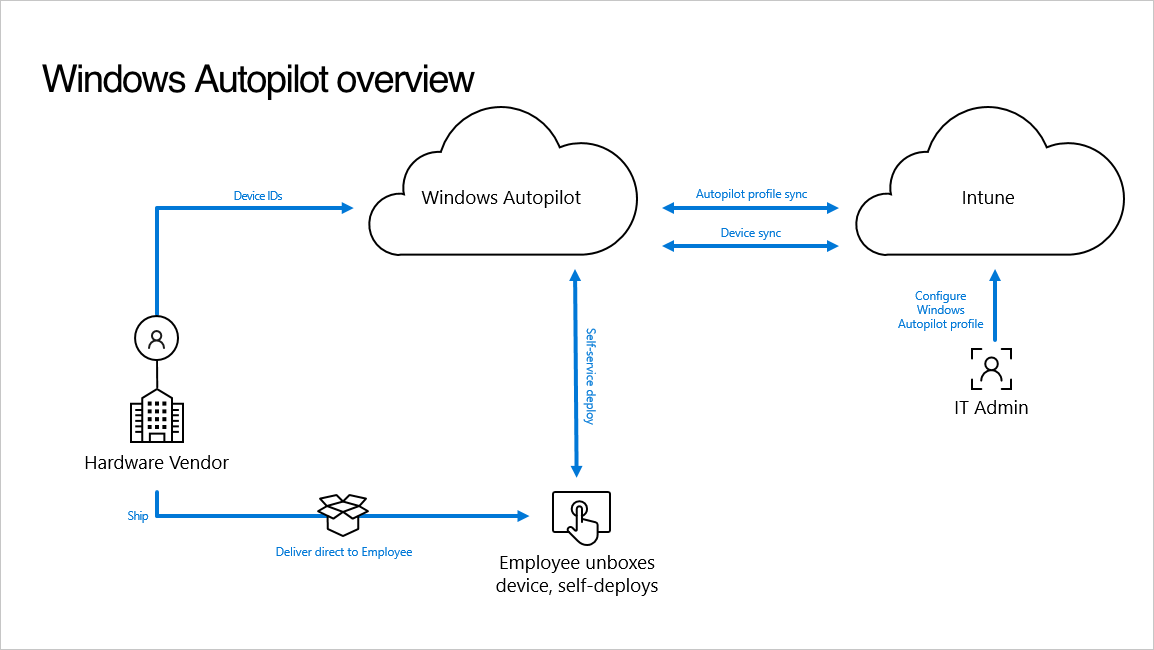 Windows Autopilot overview
Device IDs
Windows Autopilot
Autopilot profile sync
Device sync
Intune
Configure
Windows
Autopilot profile
IT Admin
Self-service deploy
Hardware Vendor
Ship
Deliver direct to Employee
Employee unboxes
device, self-deploys